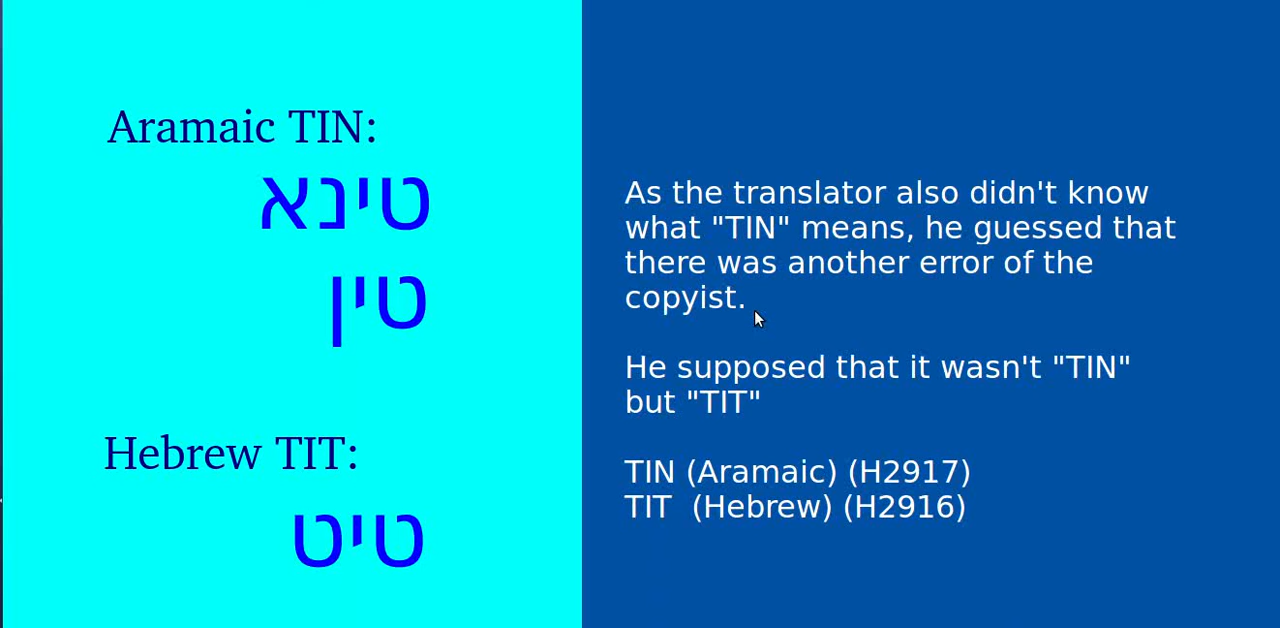 Aramaic TIN:
טינא
טין
Hebrew TIT:
טיט
As the translator also didn't know
what "TIN" means, he guessed that
there was another error of the
copyist.
He supposed that it wasn't "TIN"
but "TIT"
TIN (Aramaic) (H2917)
TIT (Hebrew) (H2916)